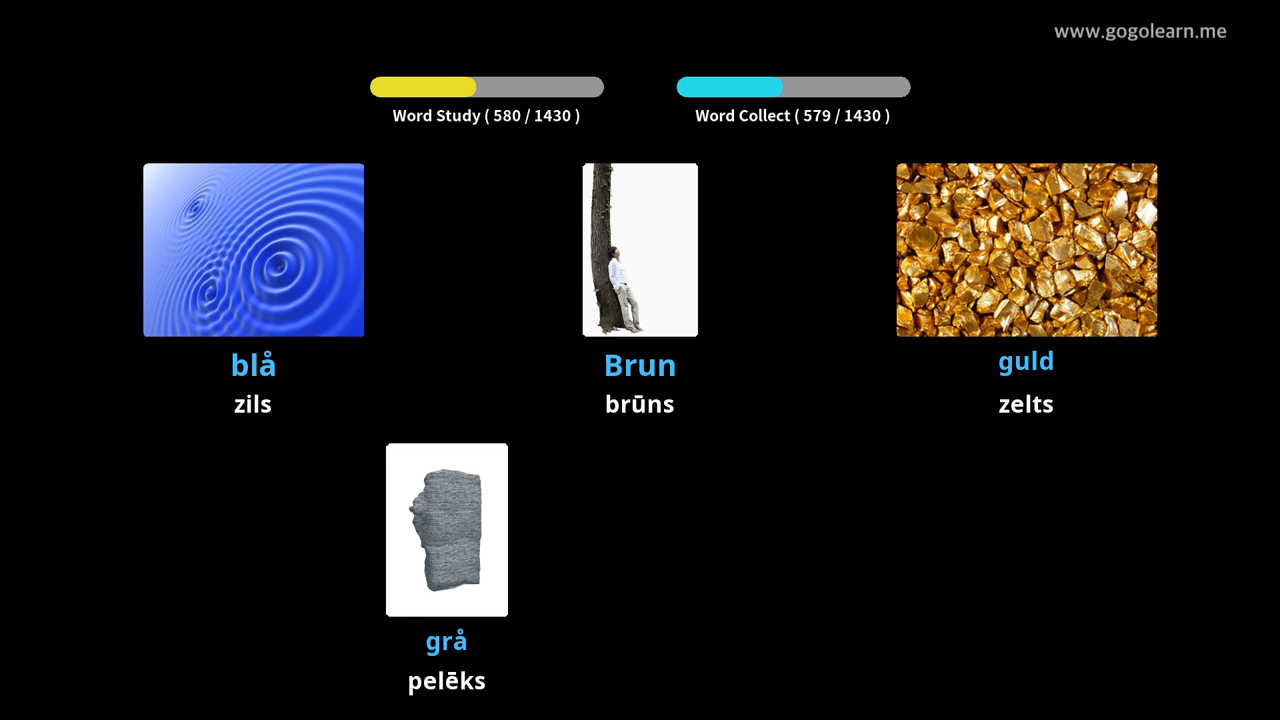 www.gogolearn.me
Word Study ( 580 / 1430 )
Word Collect ( 579 / 1430 )
blå
zils
Brun
brūns
guld
zelts
grå
pelēks